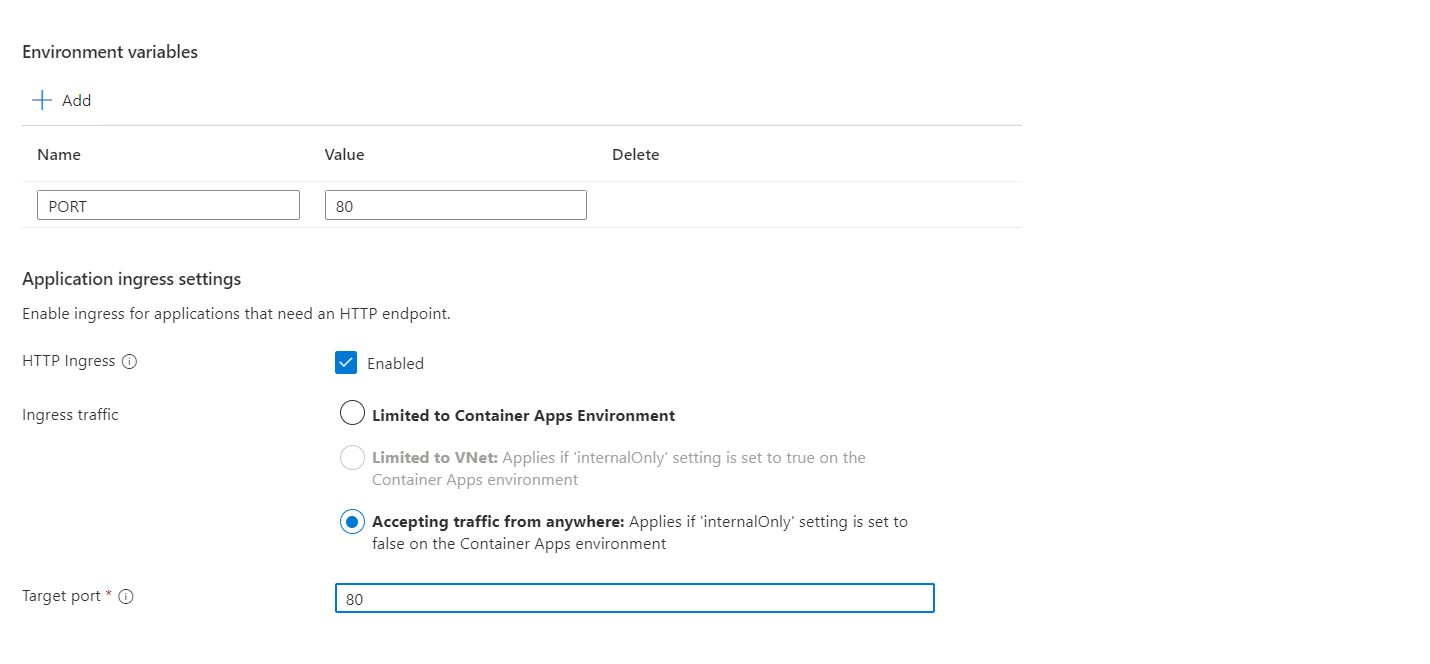 Environment variables
Add
Name Value Delete
PORT 80
Application ingress settings
Enable ingress for applications that need an HTTP endpoint.
HTTP Ingress Enabled
Ingress traffic Limited to Container Apps Environment
Limited to VNet: Applies if 'internalOnly' setting is set to true on the
Container Apps environment
Accepting traffic from anywhere: Applies if 'internalOnly' setting is set to
false on the Container Apps environment
Target port * 80